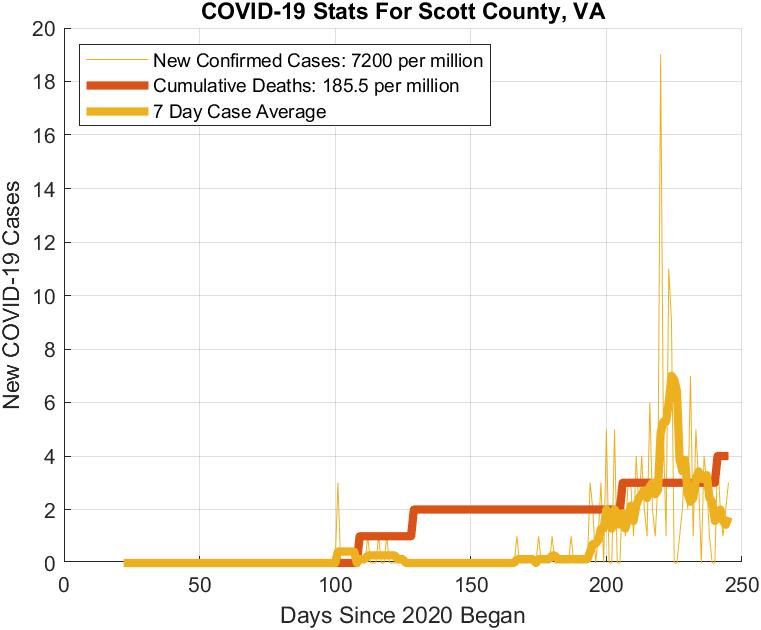 COVID-19 Stats For Scott County, VA
20
18
16
14
12
10
8
6
4
2
0
New COVID-19 Cases
New Confirmed Cases: 7200 per million
Cumulative Deaths: 185.5 per million
7 Day Case Average
0 50 100 150 200 250
Days Since 2020 Began